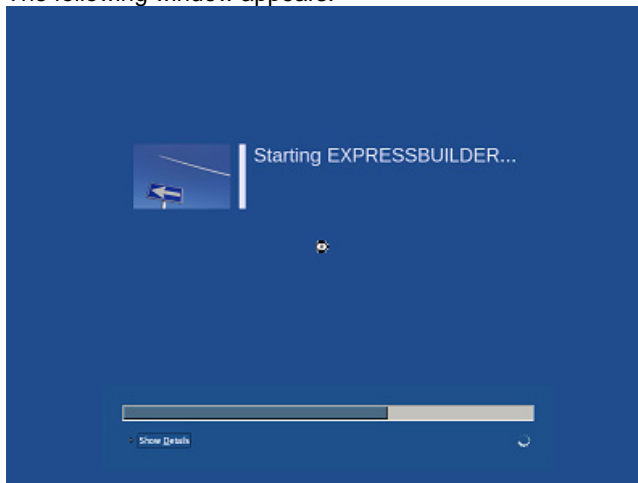 The following window appears:
Starting EXPRESSBUILDER...
Show Details